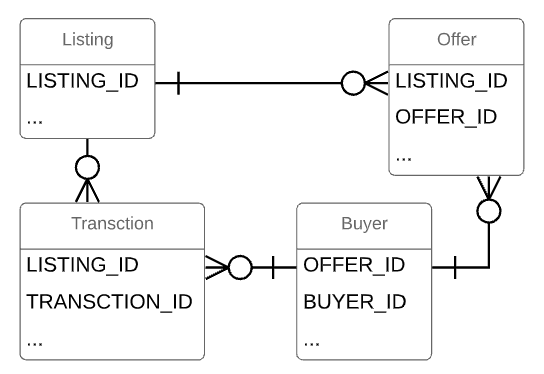 Listing
LISTING_ID
...
Offer
LISTING_ID
OFFER_ID
...
Transction
LISTING_ID
TRANSCTION_ID
...
Buyer
OFFER_ID
BUYER_ID
...